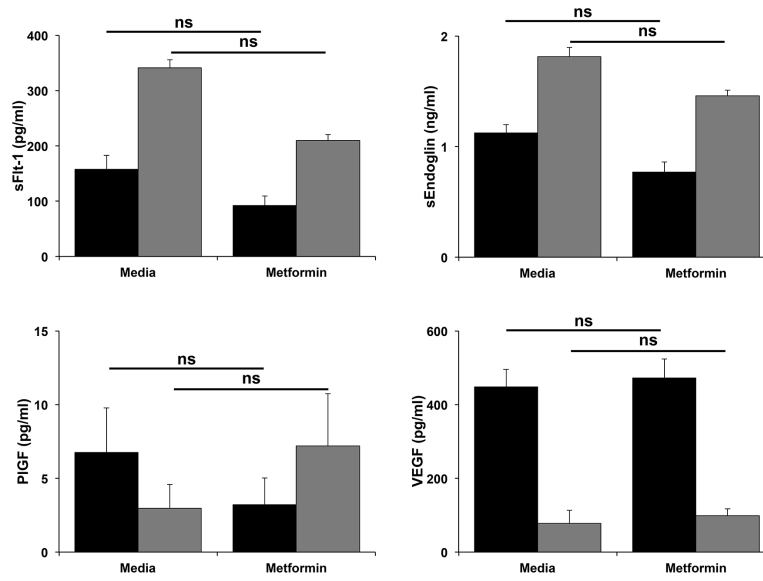 ns
ns
400
300
200
100
0
sFlt-1 (pg/ml)
Media Metformin
ns
ns
2
1
0
sEndoglin (ng/ml)
Media Metformin
ns
ns
15
10
5
0
PlGF (pg/ml)
Media Metformin
ns
ns
600
400
200
0
VEGF (pg/ml)
Media Metformin